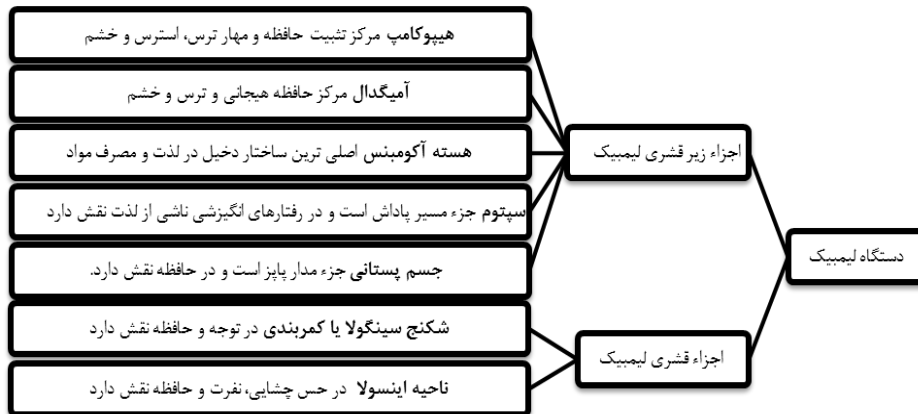 دستگاه لیمبیک
اجزاء زیر قشری لیمبیک
هیپوکامپ مرکز تثبیت حافظه و مهار ترس، استرس و خشم
آمیگدال مرکز حافظه هیجانی و ترس و خشم
هسته آکومبنس اصلی ترین ساختار دخیل در لذت و مصرف مواد
سپتوم جزء مسیر پاداش است و در رفتارهای انگیزشی ناشی از لذت نقش دارد
جسم پستانی جزء مدار پاپز است و در حافظه نقش دارد.
اجزاء قشری لیمبیک
شکنج سینگولا یا کمربندی در توجه و حافظه نقش دارد
ناحیه اینسولا در حس چشایی، نفرت و حافظه نقش دارد